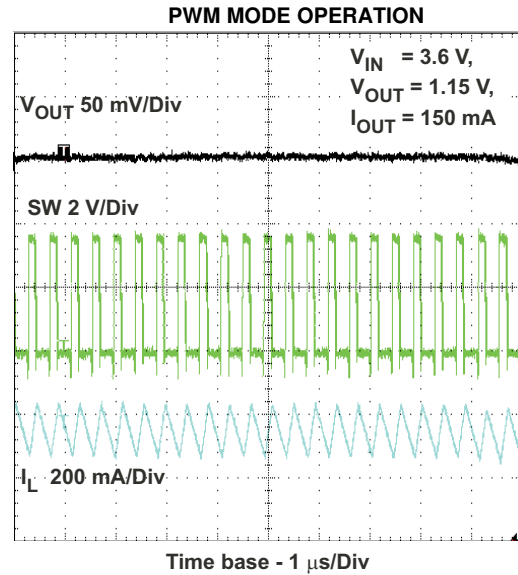 PWM MODE OPERATION
V_IN = 3.6 V,
V_OUT = 1.15 V,
I_OUT = 150 mA
V_OUT 50 mV/Div
T
SW 2 V/Div
T
I_L 200 mA/Div
Time base - 1 µs/Div